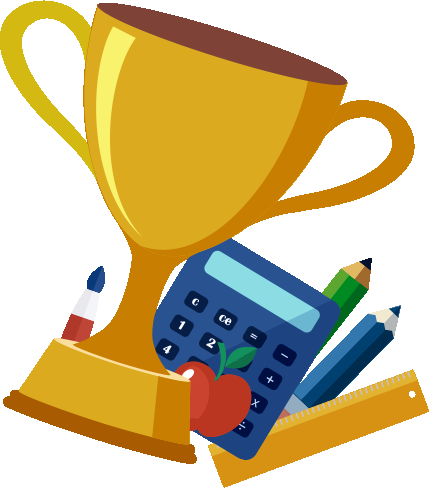 c ce = −
1 2 +
4 x
÷